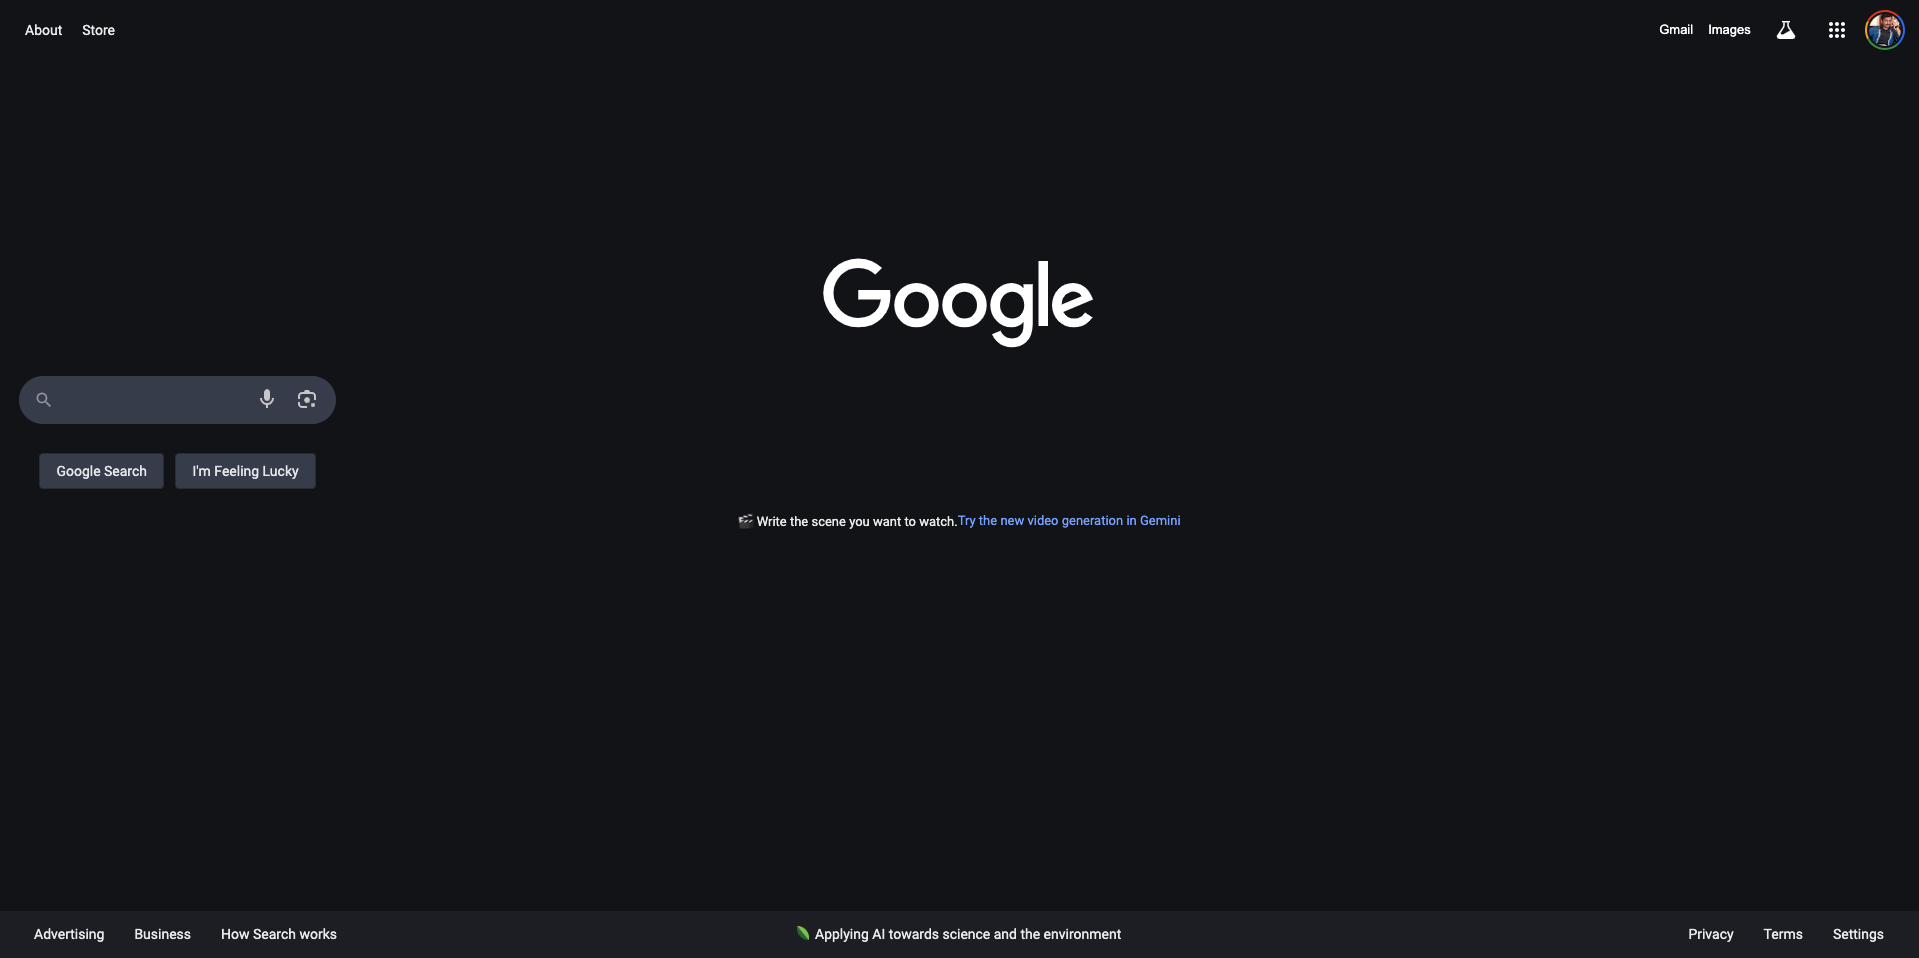 About Store
Gmail Images
Google
Google Search I'm Feeling Lucky
Write the scene you want to watch. Try the new video generation in Gemini
Advertising Business How Search works
Applying AI towards science and the environment
Privacy Terms Settings